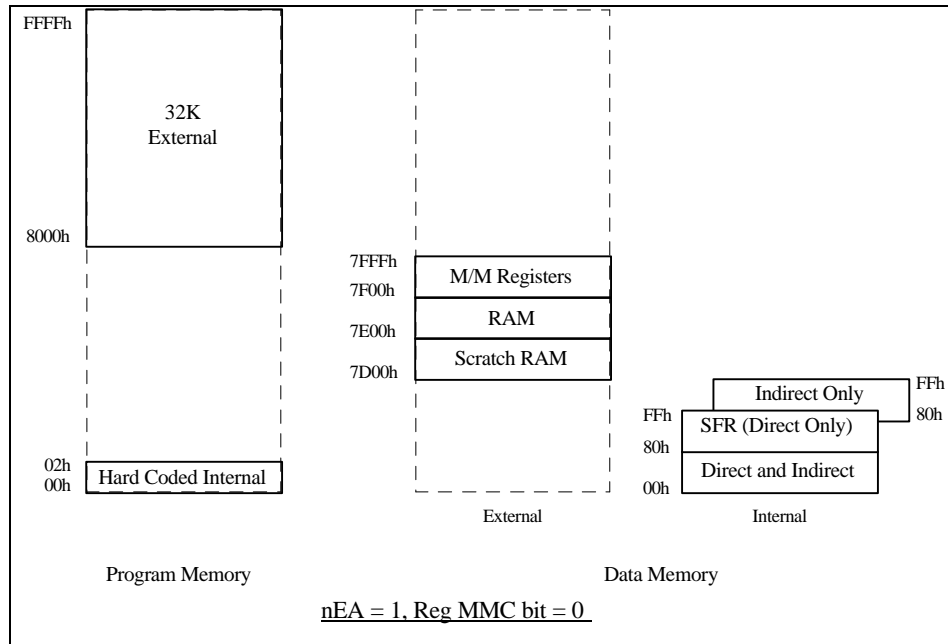 FFFFh
32K
External
8000h
02h
00h
Hard Coded Internal
Program Memory
7FFFh
M/M Registers
7F00h
RAM
7E00h
Scratch RAM
7D00h
External
Indirect Only
FFh
80h
FFh
SFR (Direct Only)
80h
Direct and Indirect
00h
Internal
Data Memory
nEA = 1, Reg MMC bit = 0